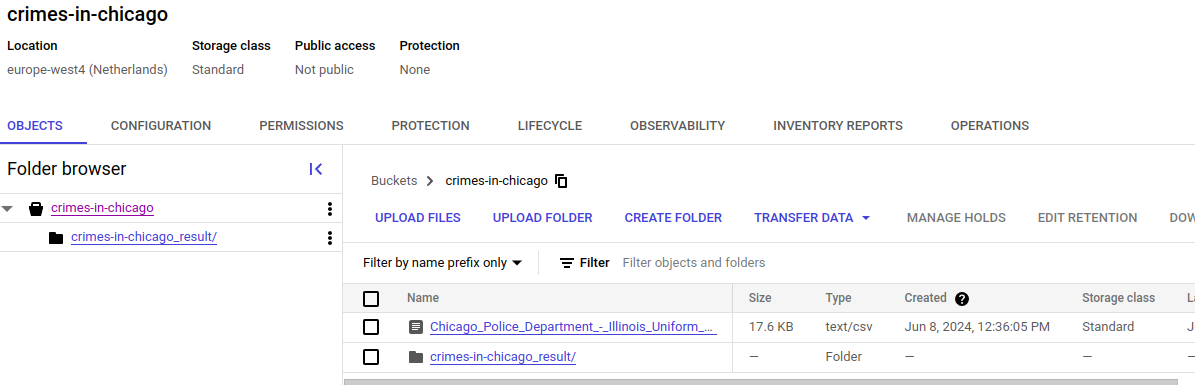 crimes-in-chicago
Location Storage class Public access Protection
europe-west4 (Netherlands) Standard Not public None
OBJECTS CONFIGURATION PERMISSIONS PROTECTION LIFECYCLE OBSERVABILITY INVENTORY REPORTS OPERATIONS
Folder browser
crimes-in-chicago
crimes-in-chicago_result/
Buckets > crimes-in-chicago
UPLOAD FILES UPLOAD FOLDER CREATE FOLDER TRANSFER DATA MANAGE HOLDS EDIT RETENTION DOW
Filter by name prefix only Filter Filter objects and folders
Name Size Type Created ? Storage class
Chicago_Police_Department_-_Illinois_Uniform_... 17.6 KB text/csv Jun 8, 2024, 12:36:05 PM Standard J
crimes-in-chicago_result/ — Folder — — —